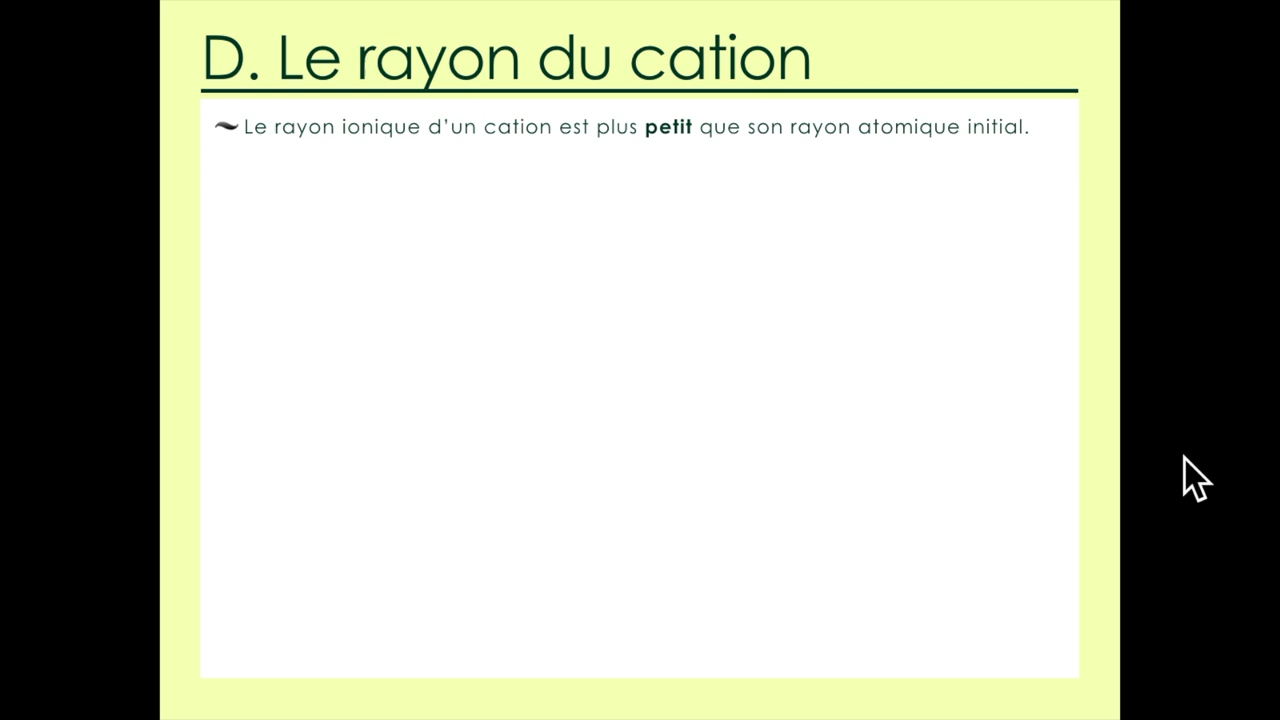 D. Le rayon du cation
Le rayon ionique d’un cation est plus petit que son rayon atomique initial.